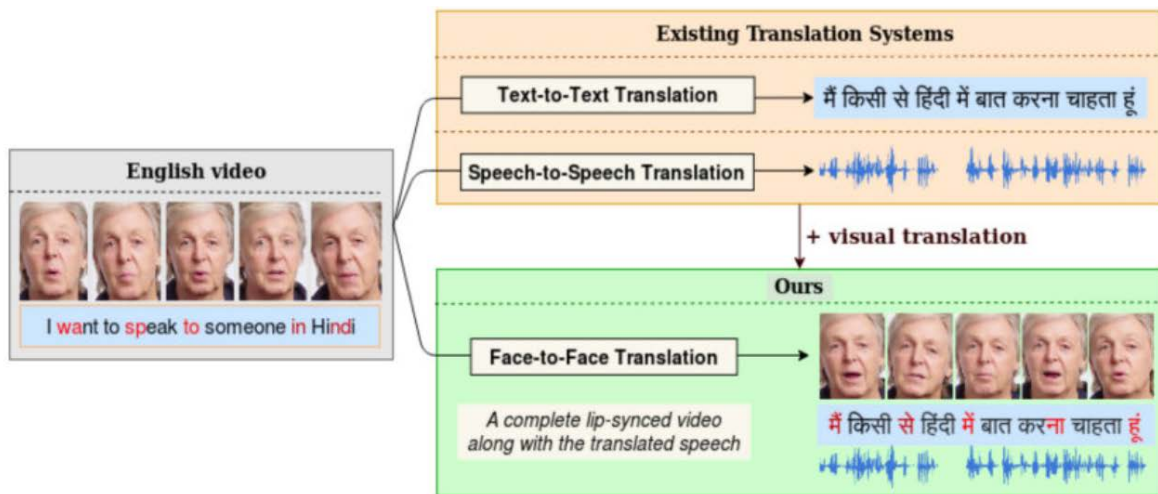 Existing Translation Systems
Text-to-Text Translation
मैं किसी से हिंदी में बात करना चाहता हूं
Speech-to-Speech Translation
English video
I want to speak to someone in Hindi
+ visual translation
Ours
Face-to-Face Translation
A complete lip-synced video
along with the translated speech
मैं किसी से हिंदी में बात करना चाहता हूं